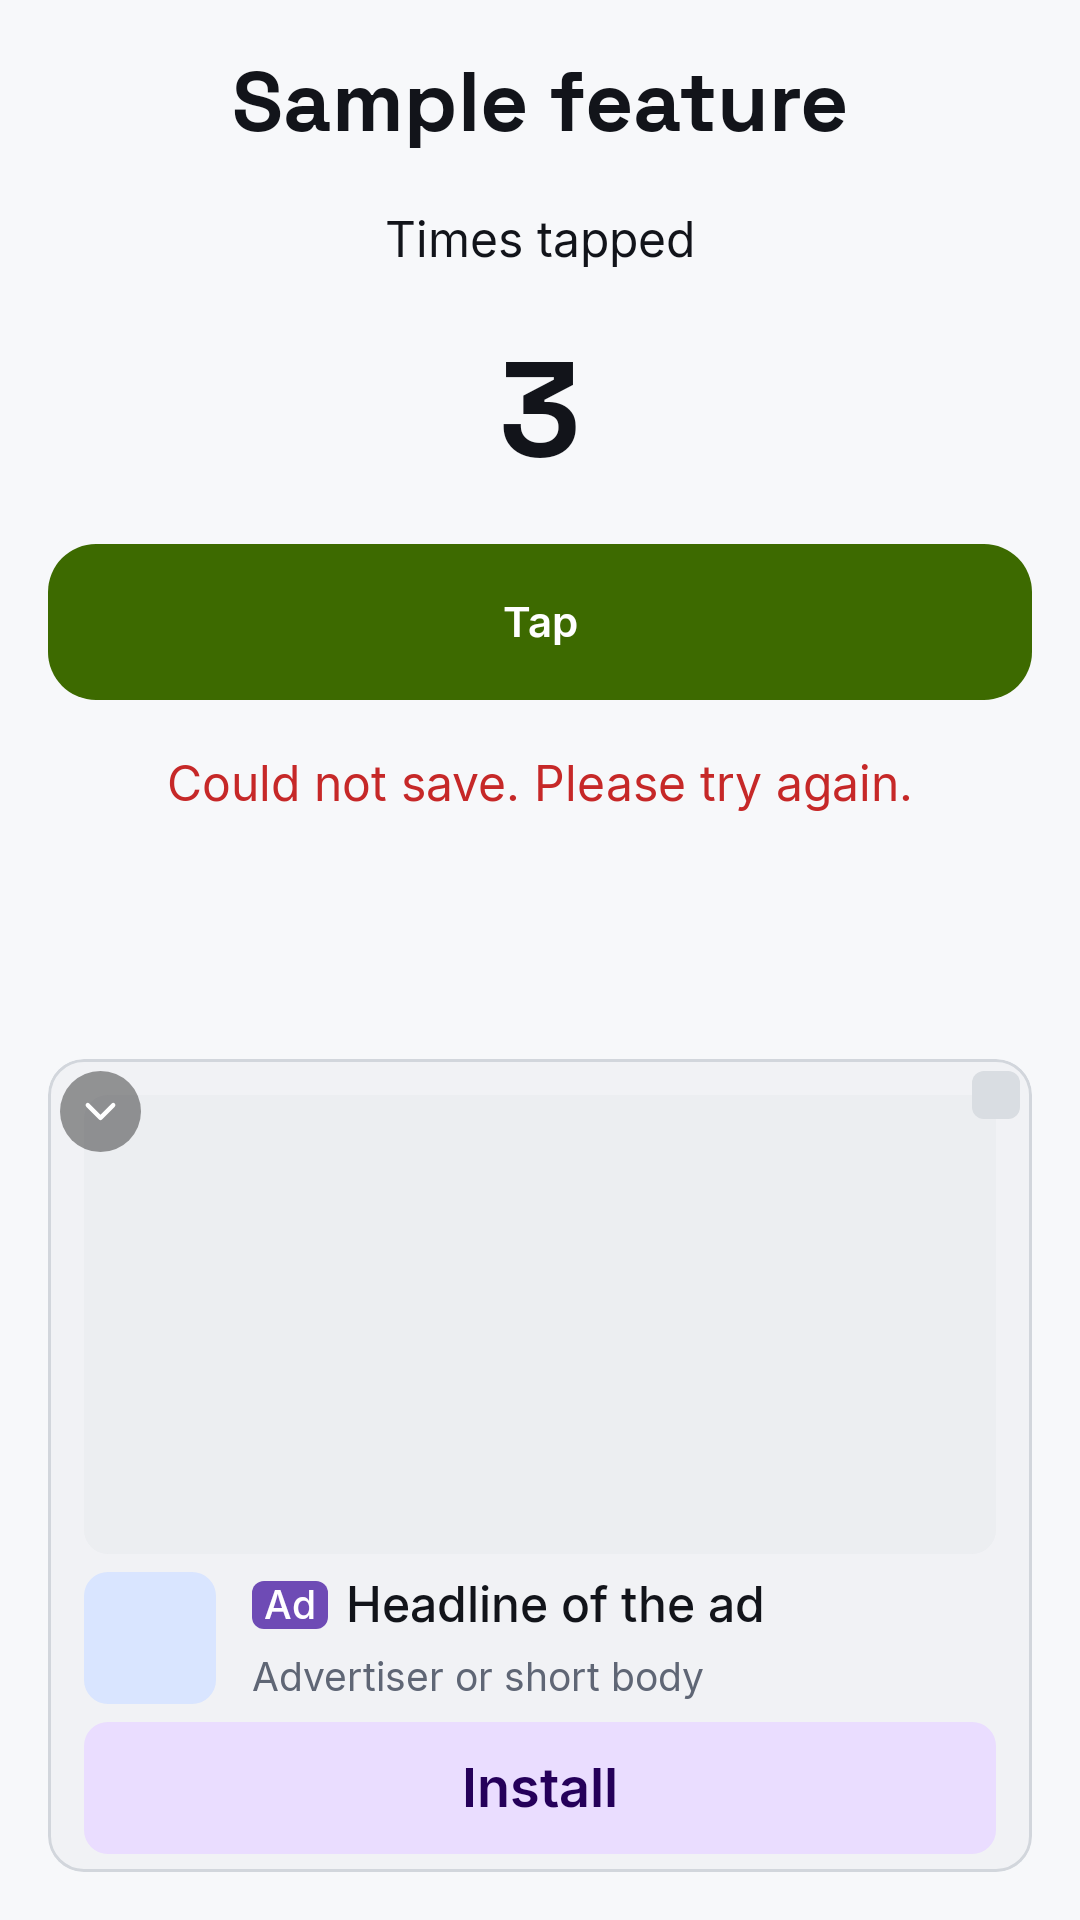 Sample feature
Times tapped
3
Tap
Could not save. Please try again.
Ad Headline of the ad
Advertiser or short body
Install